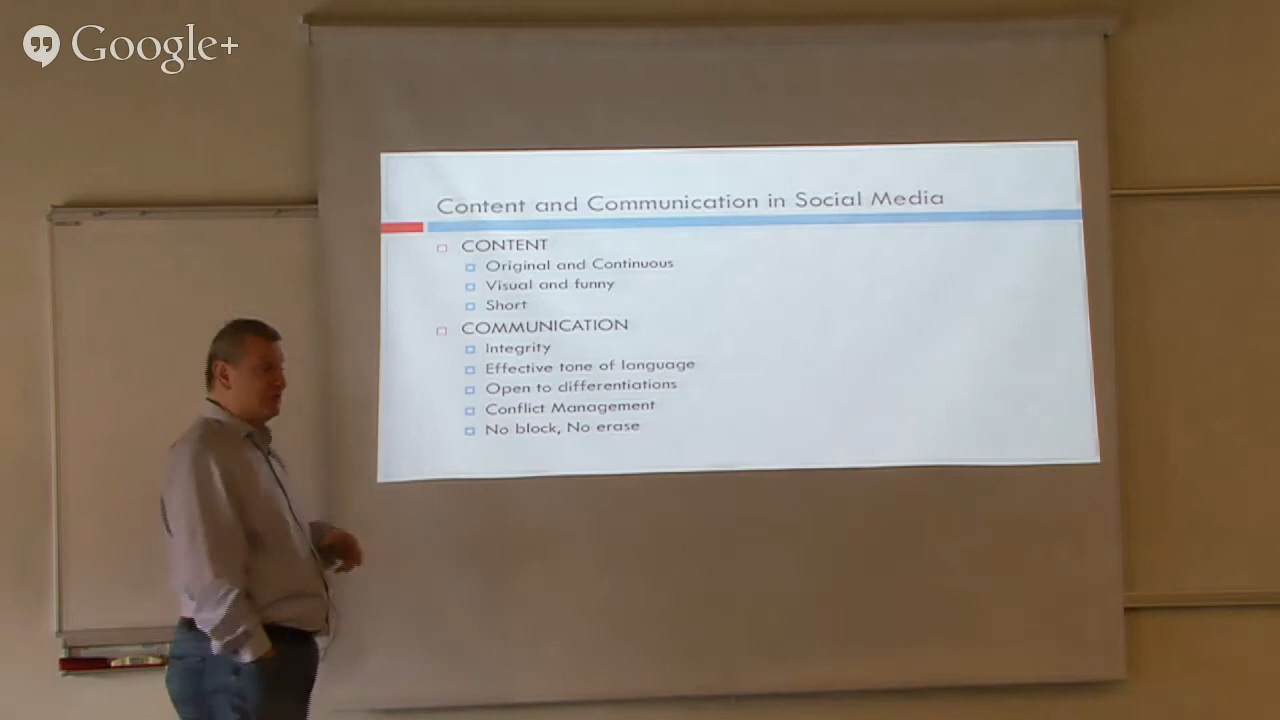 Google+
Content and Communication in Social Media
CONTENT
Original and Continuous
Visual and funny
Short
COMMUNICATION
Integrity
Effective tone of language
Open to differentiations
Conflict Management
No block, No erase